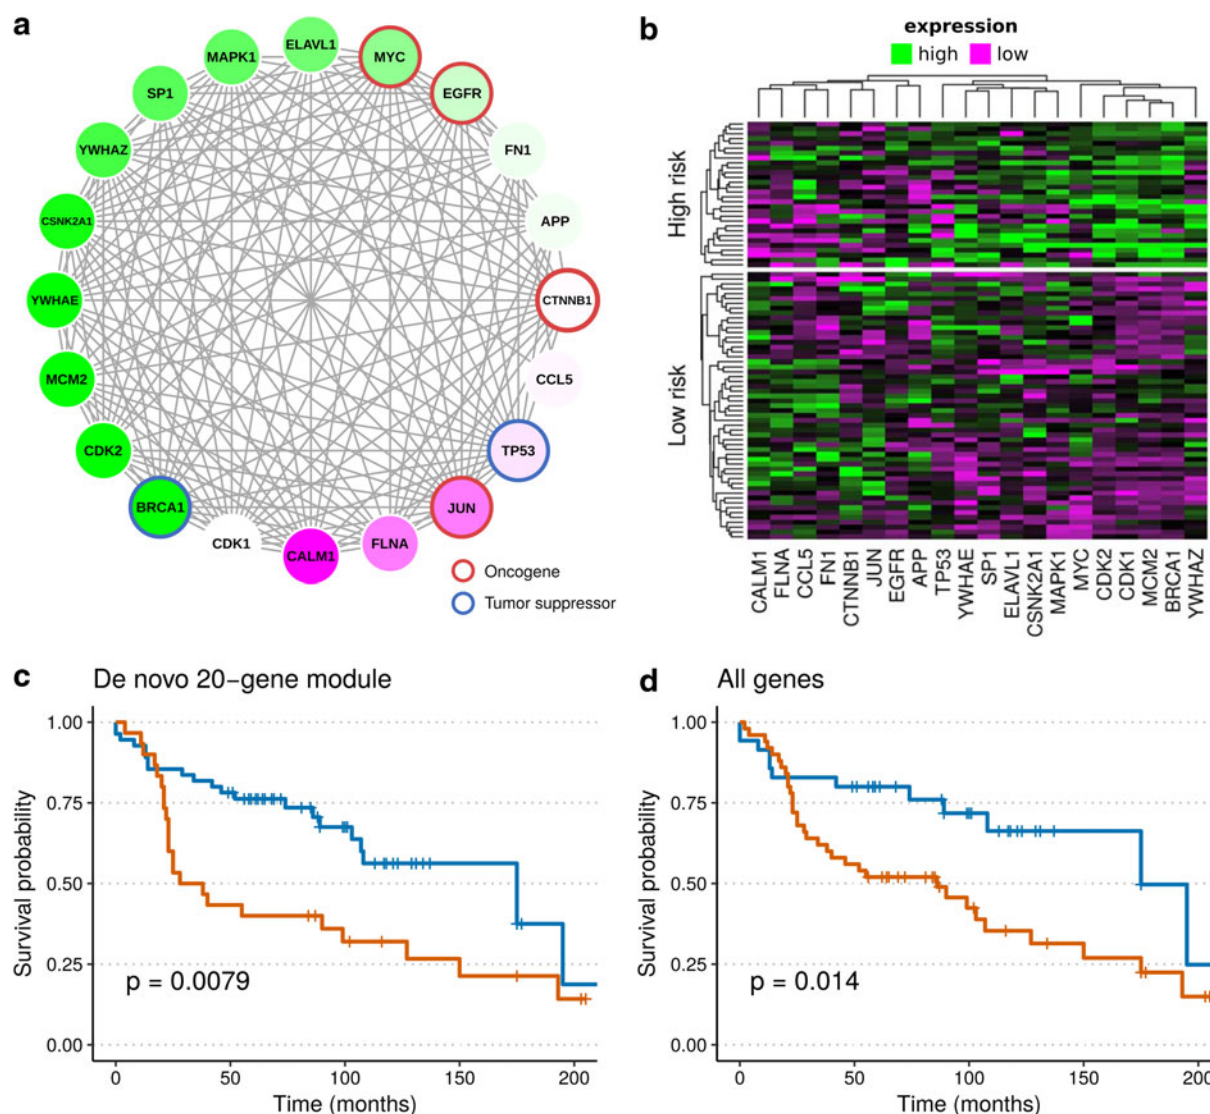 a
ELAVL1
MAPK1
MYC
SP1
EGFR
YWHAZ
FN1
CSNK2A1
APP
YWHAE
CTNNB1
MCM2
CCL5
CDK2
TP53
BRCA1
JUN
CDK1
FLNA
CALM1
Oncogene
Tumor suppressor
b
expression
high low
High risk
Low risk
CALM1
FLNA
CCL5
FN1
CTNNB1
JUN
EGFR
APP
TP53
YWHAE
SP1
ELAVL1
CSNK2A1
MAPK1
MYC
CDK2
CDK1
MCM2
BRCA1
YWHAZ
c De novo 20-gene module
Survival probability
1.00
0.75
0.50
0.25
0.00
p = 0.0079
0 50 100 150 200
Time (months)
d All genes
Survival probability
1.00
0.75
0.50
0.25
0.00
p = 0.014
0 50 100 150 200
Time (months)